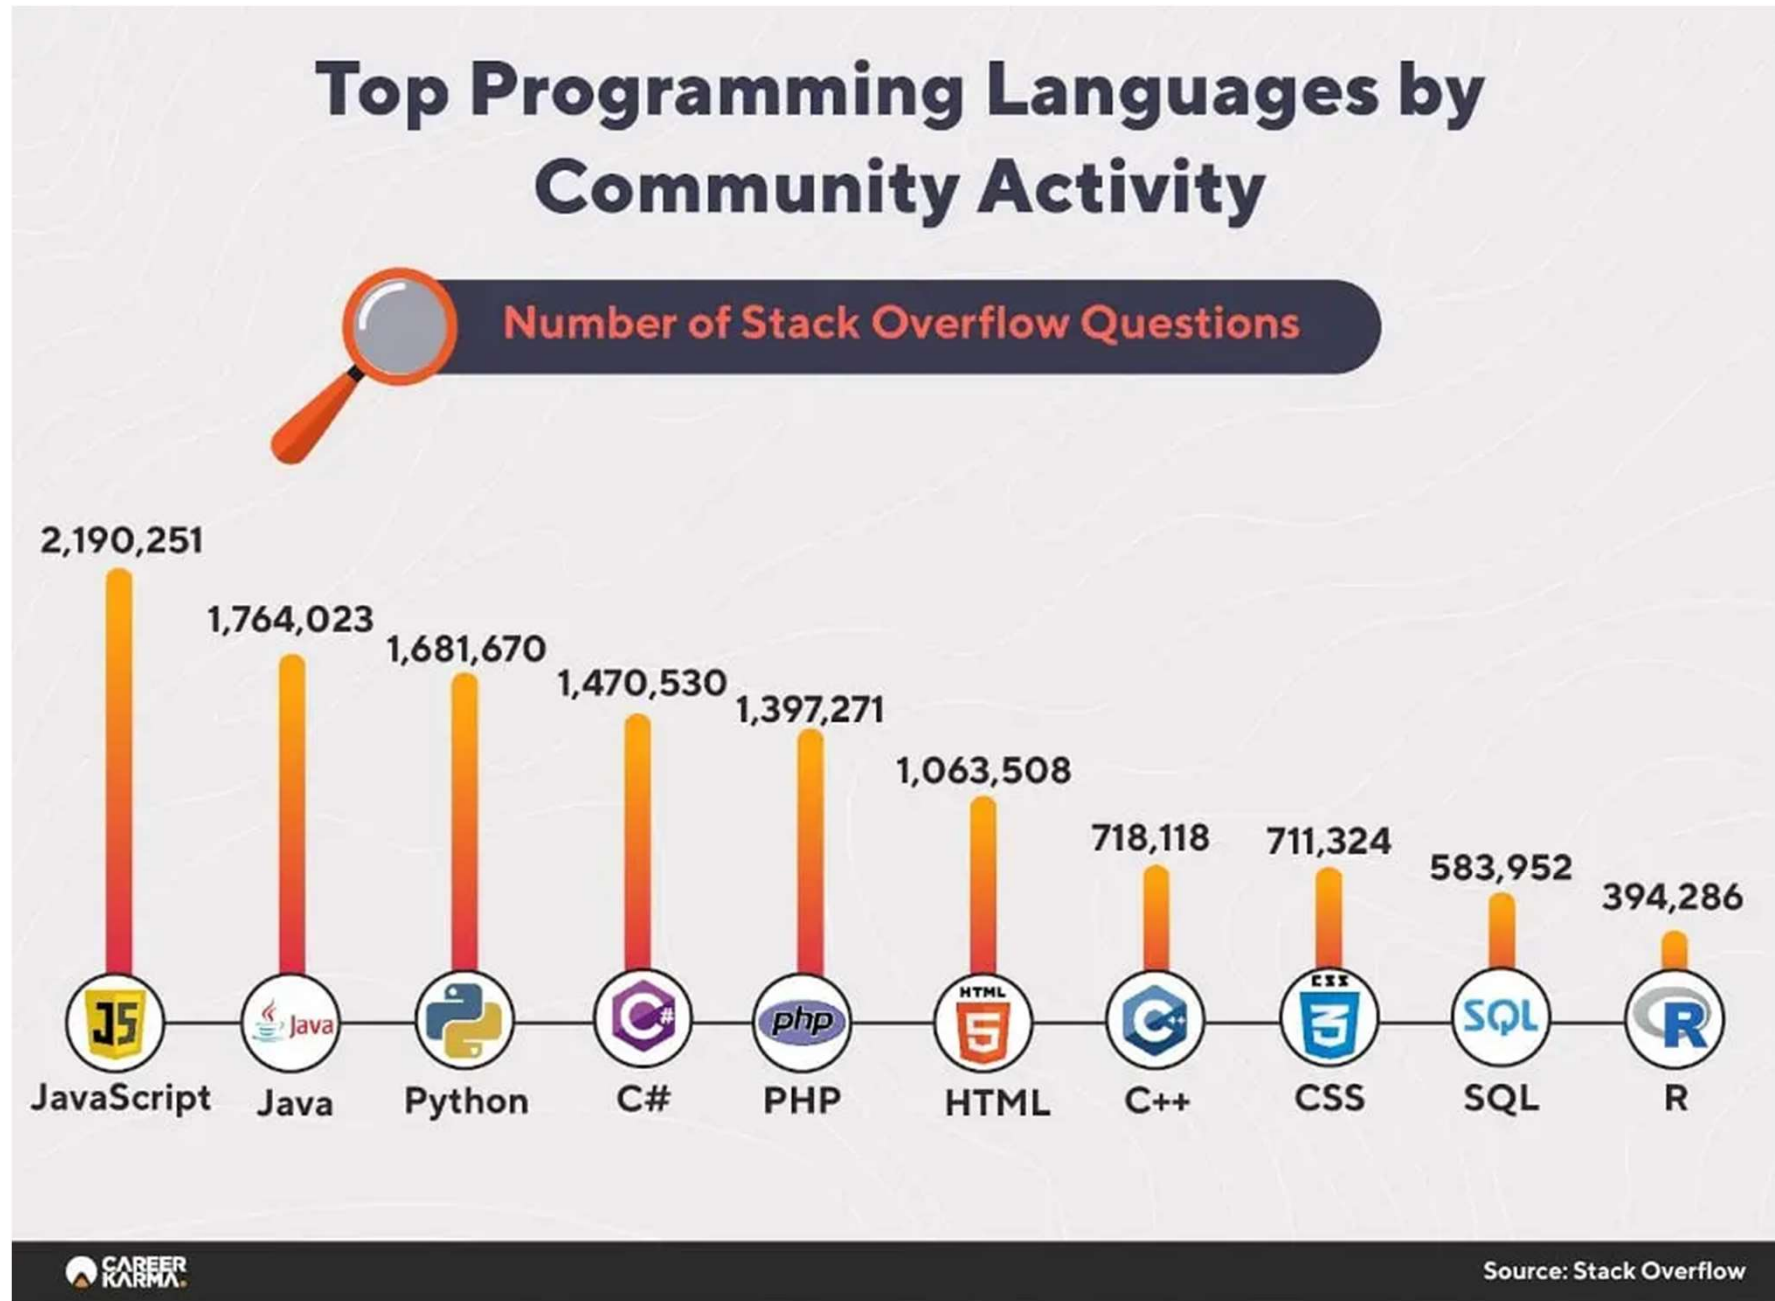 Top Programming Languages by
Community Activity
Number of Stack Overflow Questions
2,190,251
1,764,023
1,681,670
1,470,530
1,397,271
1,063,508
718,118
711,324
583,952
394,286
JS
Java
C#
php
HTML
5
C++
CSS
3
SQL
R
JavaScript
Java
Python
C#
PHP
HTML
C++
CSS
SQL
R
CAREER
KARMA.
Source: Stack Overflow